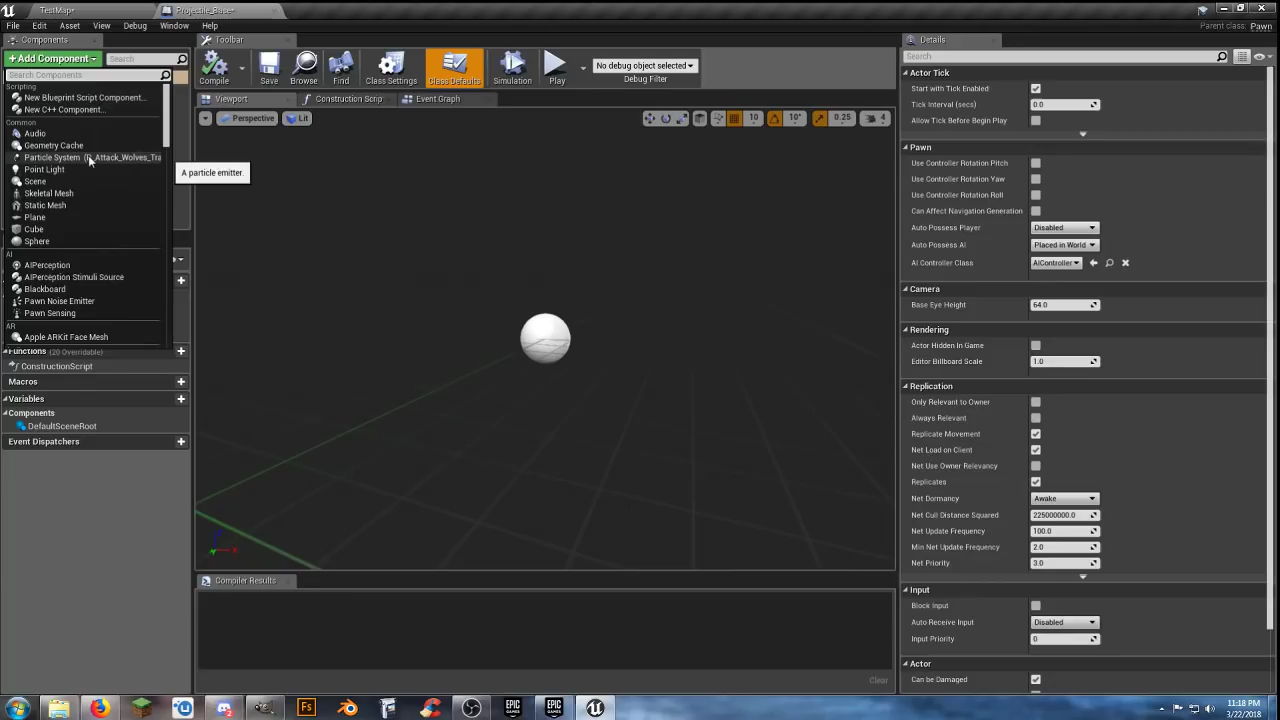 TestMap*
Projectile_Base*
File Edit Asset View Debug Window Help
Parent class: Pawn
Components
Toolbar
Details
+Add Component
Search
Search Components
Compile Save Browse Find Class Settings Class Defaults Simulation Play
No debug object selected
Debug Filter
Search
Scripting
New Blueprint Script Component...
New C++ Component...
Common
Audio
Geometry Cache
Particle System
Attack_Wolves_Tra
Point Light
Scene
Skeletal Mesh
Static Mesh
Plane
Cube
Sphere
AI
AIPerception
AIPerception Stimuli Source
Blackboard
Pawn Noise Emitter
Pawn Sensing
AR
Apple ARKit Face Mesh
A particle emitter.
Functions (20 Overridable)
ConstructionScript
Macros
Variables
Components
DefaultSceneRoot
Event Dispatchers
Viewport
Construction Scrip
Event Graph
Perspective
Lit
10
10°
0.25
4
Compiler Results
Clear
Actor Tick
Start with Tick Enabled
Tick Interval (secs) 0.0
Allow Tick Before Begin Play
Pawn
Use Controller Rotation Pitch
Use Controller Rotation Yaw
Use Controller Rotation Roll
Can Affect Navigation Generation
Auto Possess Player Disabled
Auto Possess AI Placed in World
AI Controller Class AIController
Camera
Base Eye Height 64.0
Rendering
Actor Hidden In Game
Editor Billboard Scale 1.0
Replication
Only Relevant to Owner
Always Relevant
Replicate Movement
Net Load on Client
Net Use Owner Relevancy
Replicates
Net Dormancy Awake
Net Cull Distance Squared 225000000.0
Net Update Frequency 100.0
Min Net Update Frequency 2.0
Net Priority 3.0
Input
Block Input
Auto Receive Input Disabled
Input Priority 0
Actor
Can be Damaged
Fs
EPIC GAMES
EPIC GAMES
11:18 PM
3/22/2018